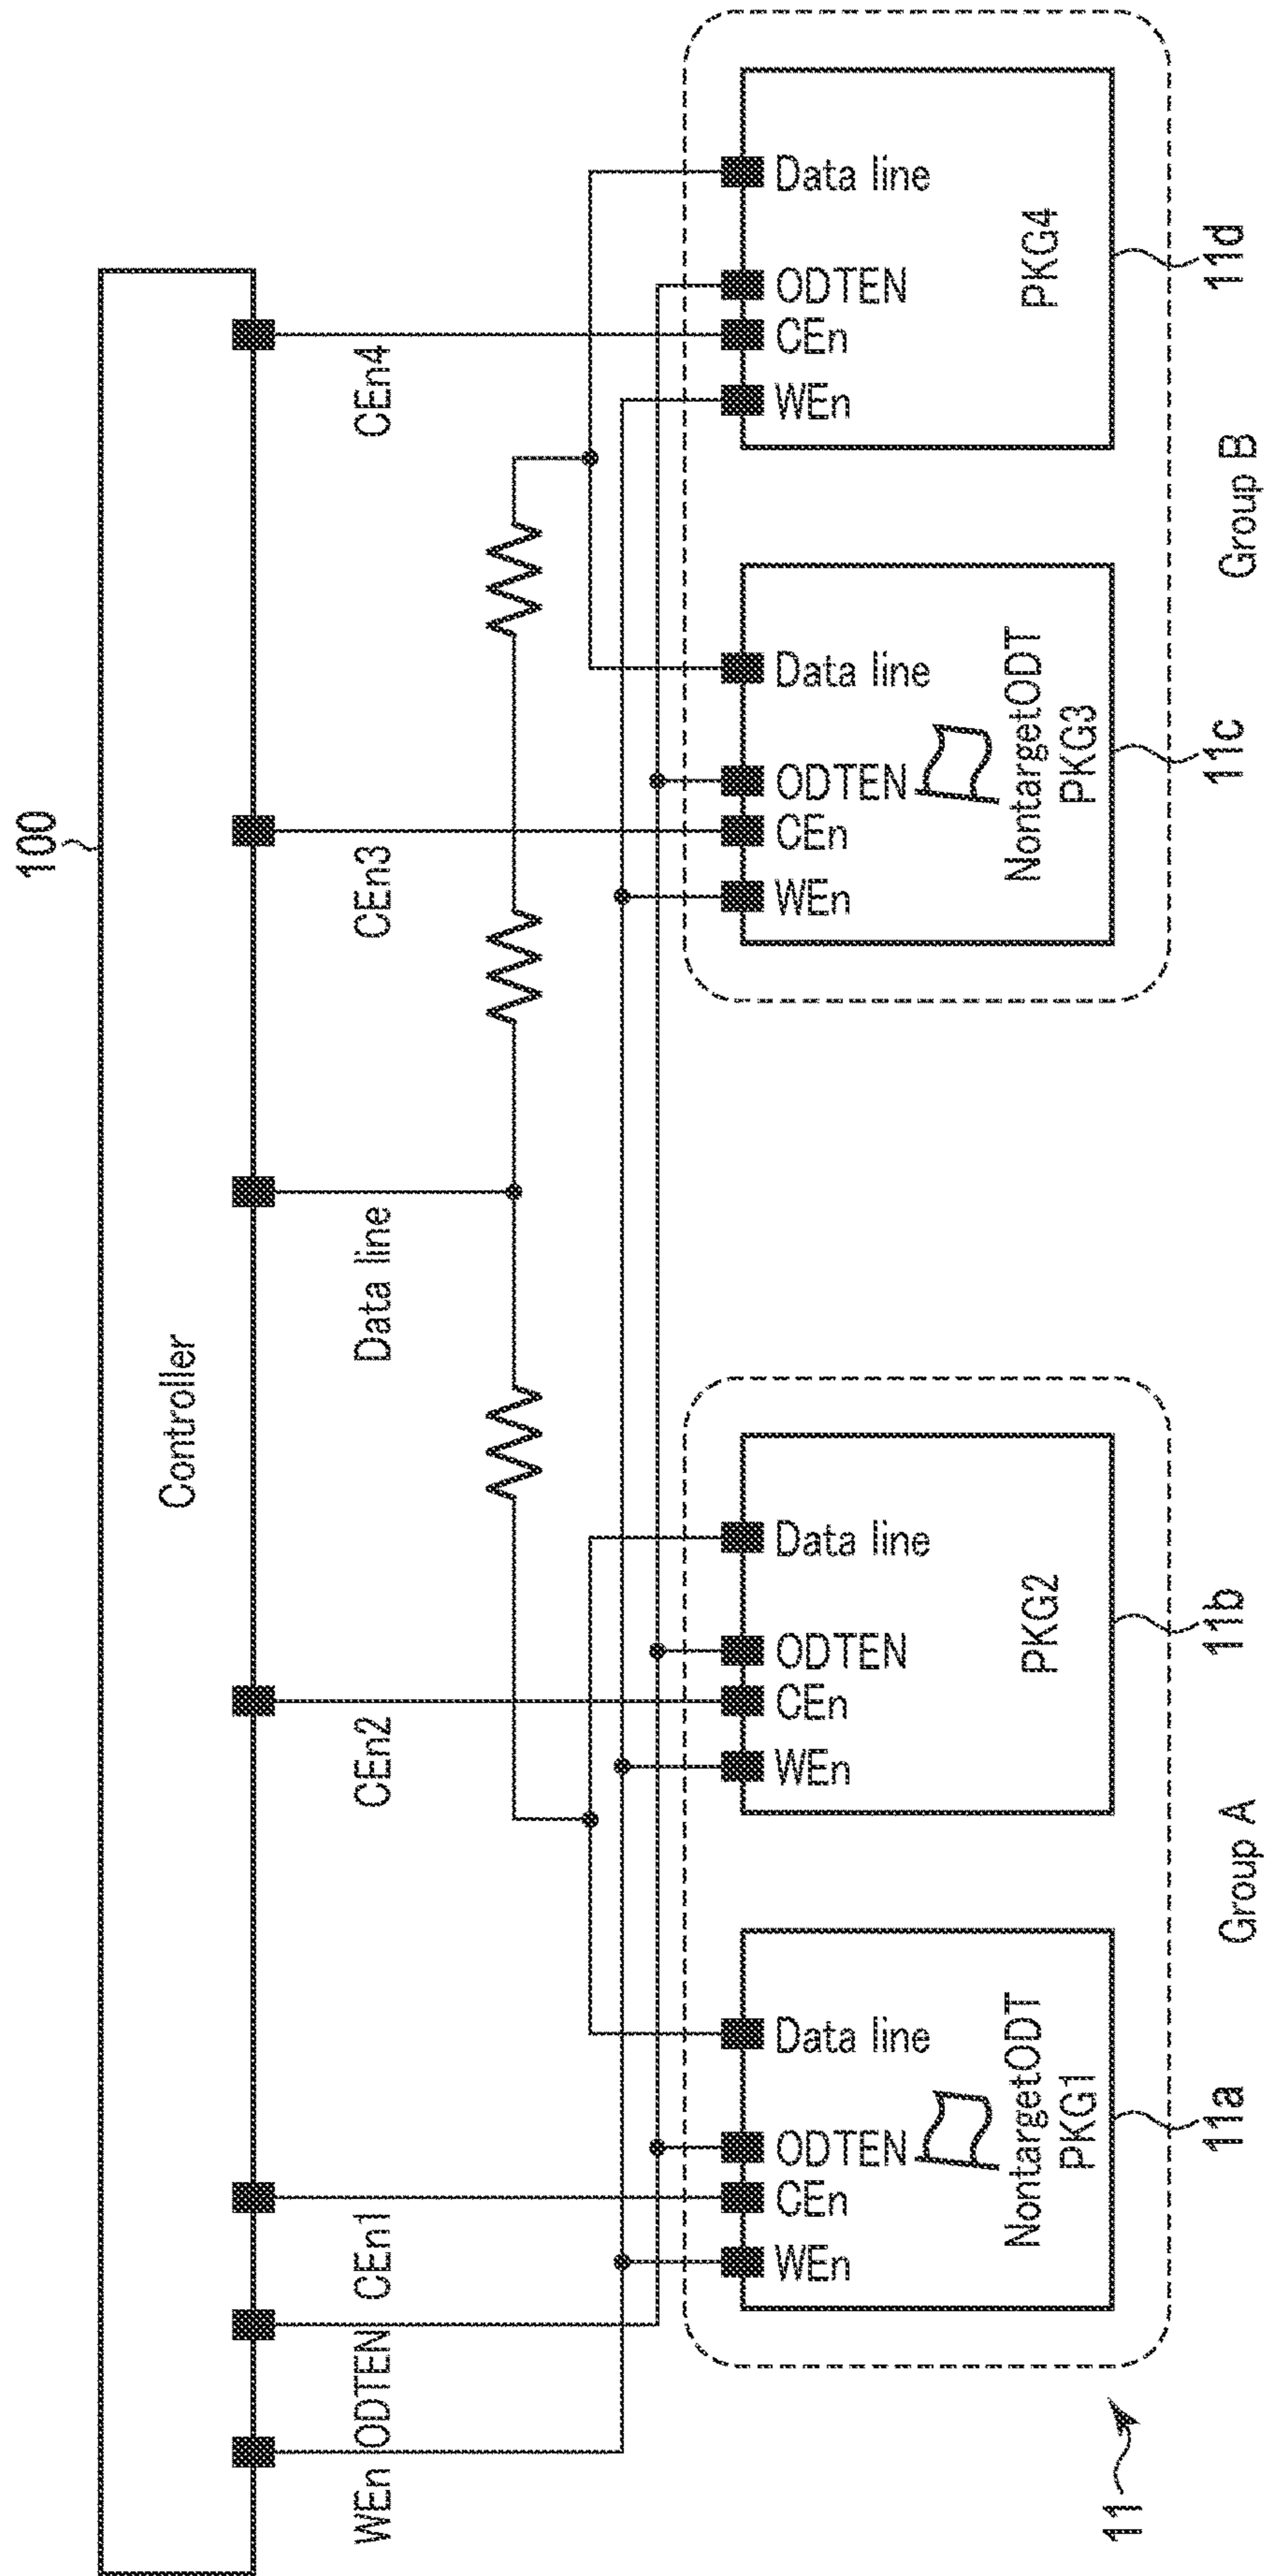 100
Controller
WEn
ODTEN
CEn1
CEn2
Data line
CEn3
CEn4
WEn
CEn
ODTEN
Data line
NontargetODT
PKG1
11a
WEn
CEn
ODTEN
Data line
PKG2
11b
Group A
WEn
CEn
ODTEN
Data line
NontargetODT
PKG3
11c
WEn
CEn
ODTEN
Data line
PKG4
11d
Group B
11